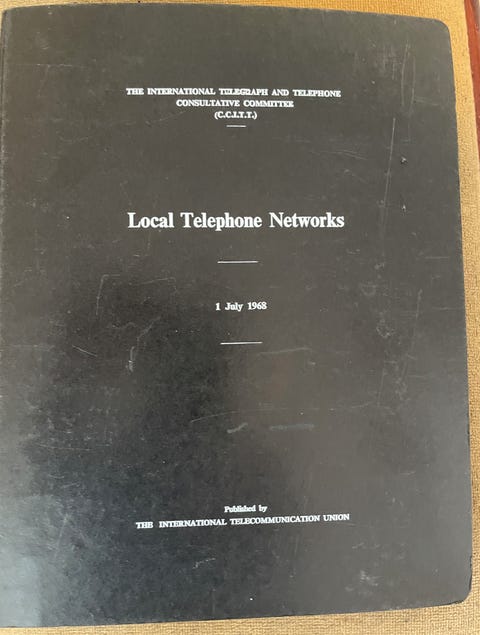 THE INTERNATIONAL TELEGRAPH AND TELEPHONE
CONSULTATIVE COMMITTEE
(C.C.I.T.T.)
Local Telephone Networks
1 July 1968
Published by
THE INTERNATIONAL TELECOMMUNICATION UNION